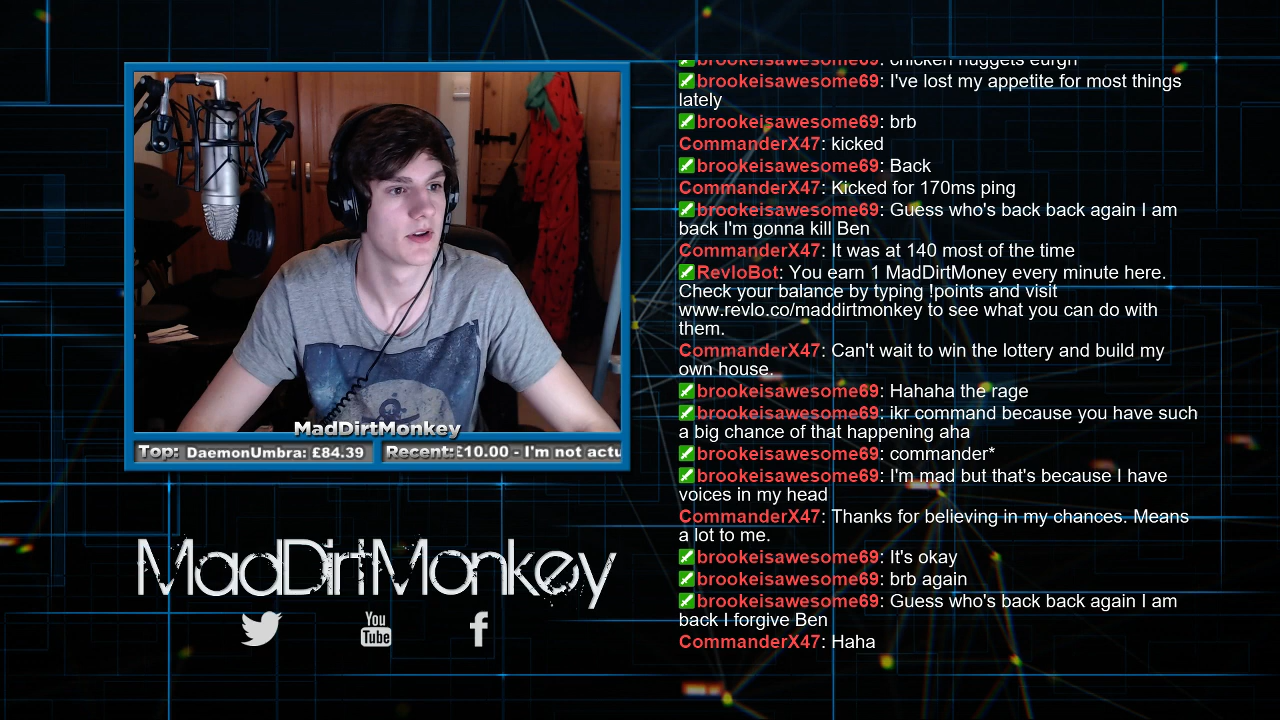 MadDirtMonkey
Top: DaemonUmbra: £84.39
Recent: £10.00 - I'm not actu
MadDirtMonkey
You
Tube
brookeisawesome69: chicken nuggets eurgh
brookeisawesome69: I've lost my appetite for most things
lately
brookeisawesome69: brb
CommanderX47: kicked
brookeisawesome69: Back
CommanderX47: Kicked for 170ms ping
brookeisawesome69: Guess who's back back again I am
back I'm gonna kill Ben
CommanderX47: It was at 140 most of the time
RevloBot: You earn 1 MadDirtMoney every minute here.
Check your balance by typing !points and visit
www.revlo.co/maddirtmonkey to see what you can do with
them.
CommanderX47: Can't wait to win the lottery and build my
own house.
brookeisawesome69: Hahaha the rage
brookeisawesome69: ikr command because you have such
a big chance of that happening aha
brookeisawesome69: commander*
brookeisawesome69: I'm mad but that's because I have
voices in my head
CommanderX47: Thanks for believing in my chances. Means
a lot to me.
brookeisawesome69: It's okay
brookeisawesome69: brb again
brookeisawesome69: Guess who's back back again I am
back I forgive Ben
CommanderX47: Haha